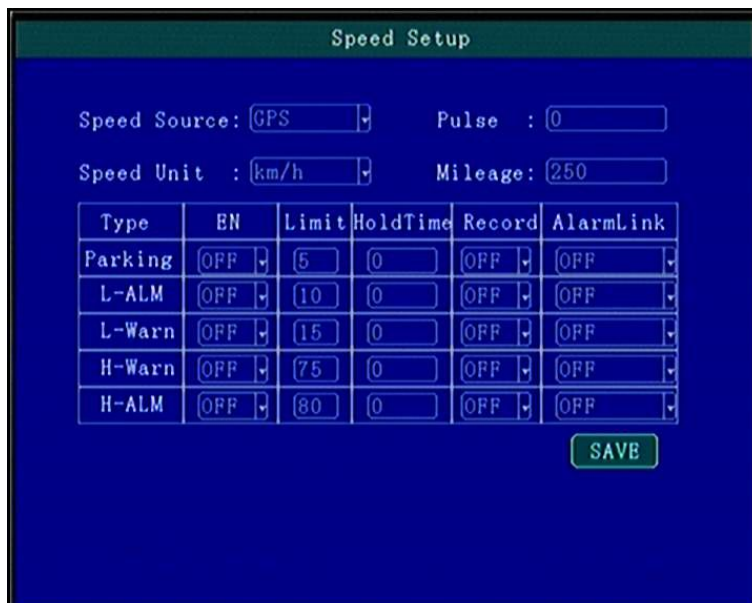 Speed Setup
Speed Source: GPS Pulse : 0
Speed Unit : km/h Mileage: 250
Type EN Limit HoldTime Record AlarmLink
Parking OFF 5 0 OFF OFF
L-ALM OFF 10 0 OFF OFF
L-Warn OFF 15 0 OFF OFF
H-Warn OFF 75 0 OFF OFF
H-ALM OFF 80 0 OFF OFF
SAVE